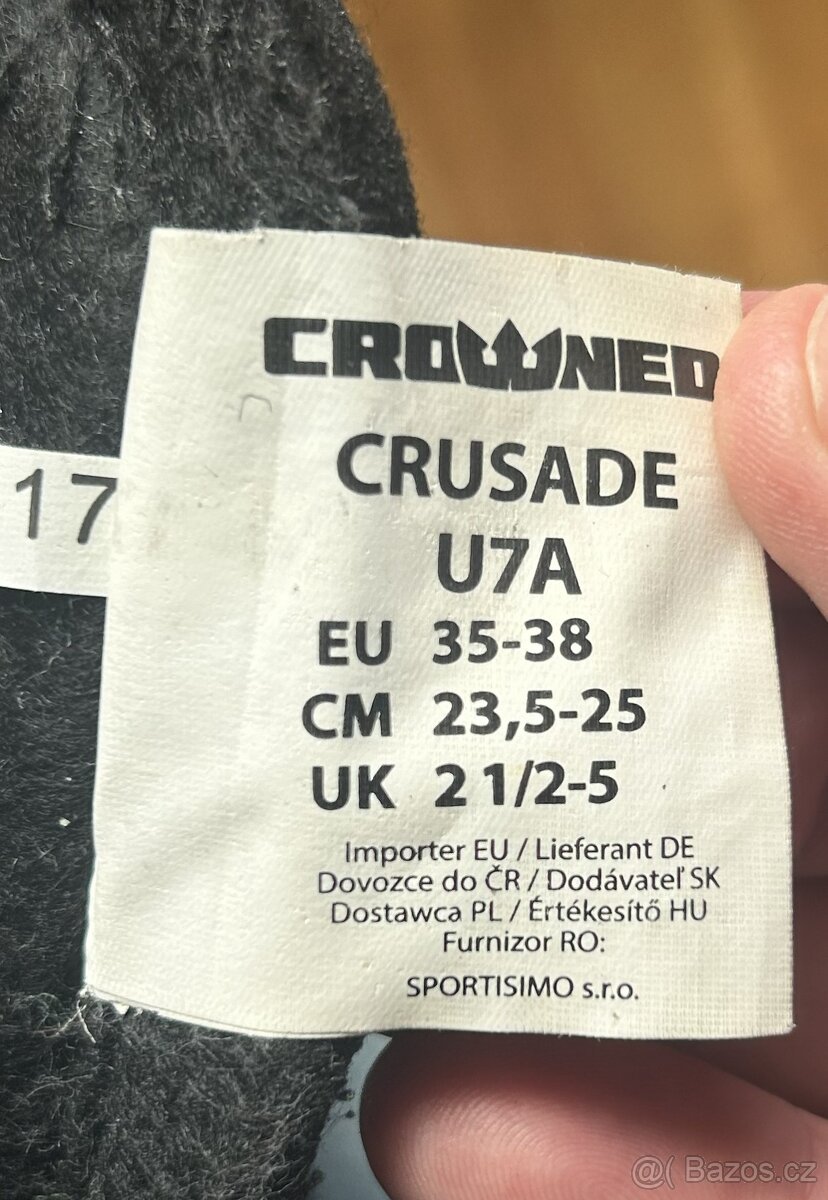 CROWNED
CRUSADE
U7A
17
EU 35-38
CM 23,5-25
UK 2 1/2-5
Importer EU / Lieferant DE
Dovozce do ČR / Dodávateľ SK
Dostawca PL / Értékesítő HU
Furnizor RO:
SPORTISIMO s.r.o.
@( Bazos.cz